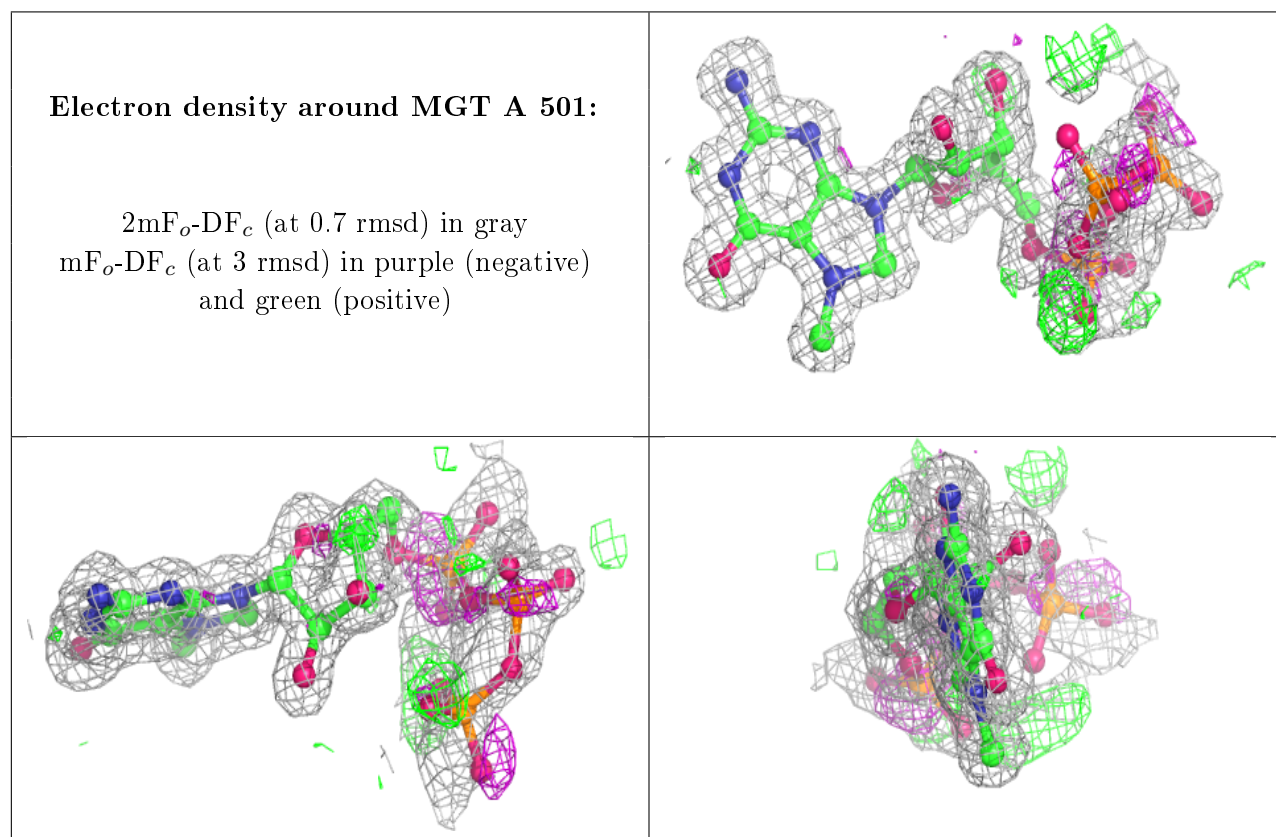 Electron density around MGT A 501:
2mFₒ-DF𝒸 (at 0.7 rmsd) in gray
mFₒ-DF𝒸 (at 3 rmsd) in purple (negative)
and green (positive)